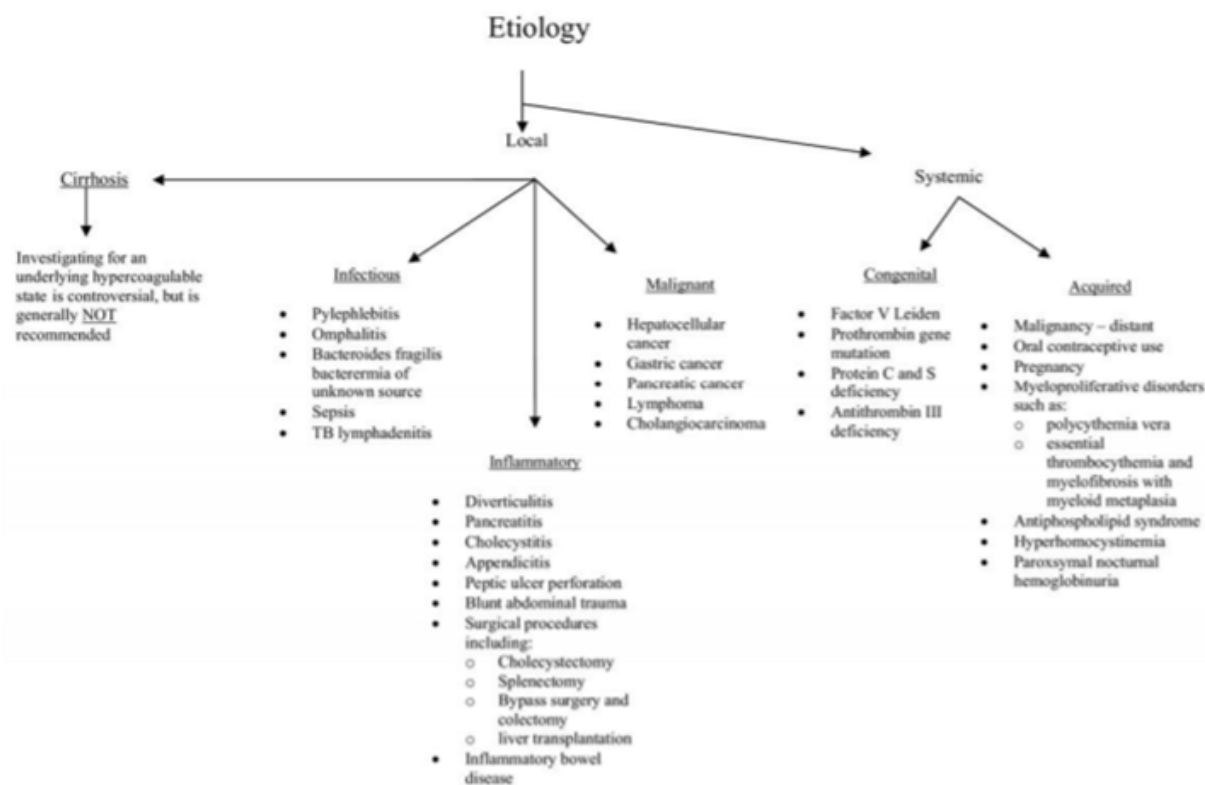 Etiology
Local
Systemic
Cirrhosis
Investigating for an
underlying hypercoagulable
state is controversial, but is
generally NOT
recommended
Infectious
• Pylephlebitis
• Omphalitis
• Bacteroides fragilis
bacterermia of
unknown source
• Sepsis
• TB lymphadenitis
Inflammatory
• Diverticulitis
• Pancreatitis
• Cholecystitis
• Appendicitis
• Peptic ulcer perforation
• Blunt abdominal trauma
• Surgical procedures
including:
o Cholecystectomy
o Splenectomy
o Bypass surgery and
colectomy
o liver transplantation
• Inflammatory bowel
disease
Malignant
• Hepatocellular
cancer
• Gastric cancer
• Pancreatic cancer
• Lymphoma
• Cholangiocarcinoma
Congenital
• Factor V Leiden
• Prothrombin gene
mutation
• Protein C and S
deficiency
• Antithrombin III
deficiency
Acquired
• Malignancy – distant
• Oral contraceptive use
• Pregnancy
• Myeloproliferative disorders
such as:
o polycythemia vera
o essential
thrombocythemia and
myelofibrosis with
myeloid metaplasia
• Antiphospholipid syndrome
• Hyperhomocystinemia
• Paroxsymal nocturnal
hemoglobinuria